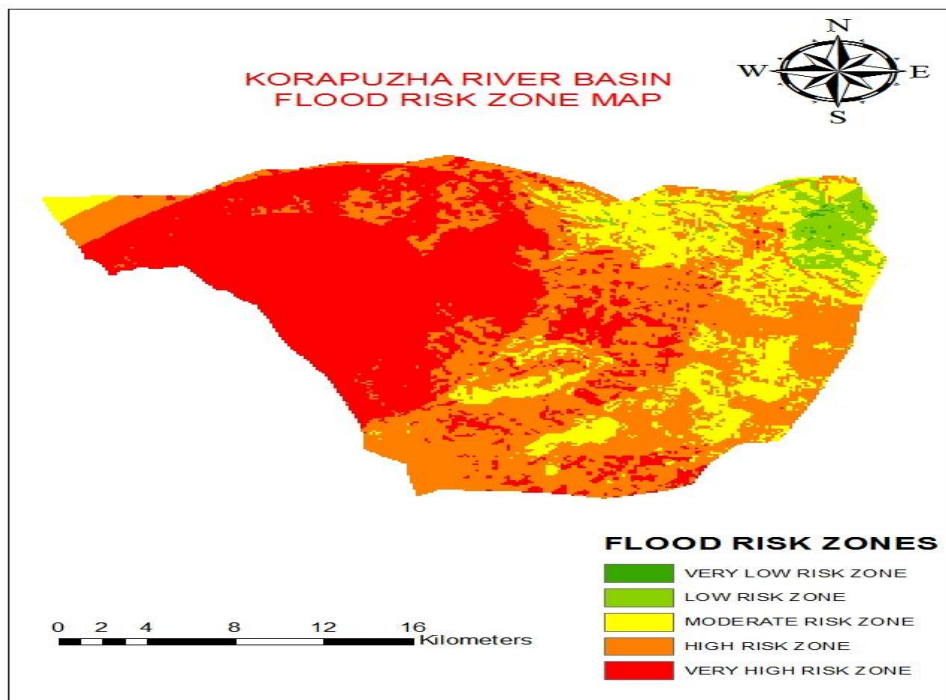 N
W E
S
KORAPUZHA RIVER BASIN
FLOOD RISK ZONE MAP
FLOOD RISK ZONES
VERY LOW RISK ZONE
LOW RISK ZONE
MODERATE RISK ZONE
HIGH RISK ZONE
VERY HIGH RISK ZONE
0 2 4 8 12 16
Kilometers